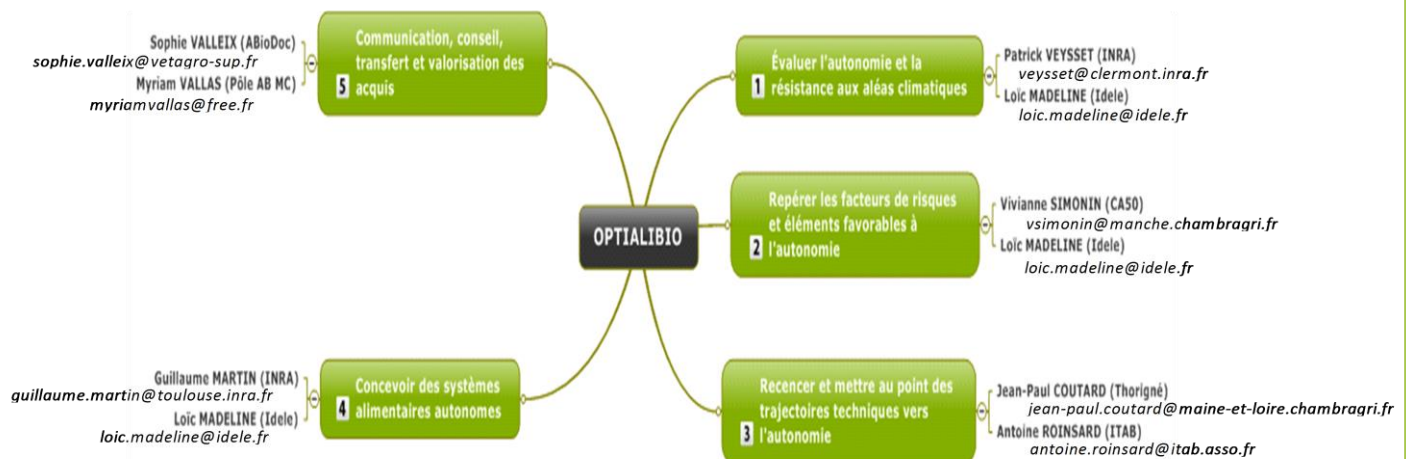 OPTIALIBIO
1
Évaluer l'autonomie et la
résistance aux aléas climatiques
Patrick VEYSSET (INRA)
veysset@clermont.inra.fr
Loïc MADELINE (Idele)
loic.madeline@idele.fr
2
Repérer les facteurs de risques
et éléments favorables à
l'autonomie
Vivianne SIMONIN (CA50)
vsimonin@manche.chambragri.fr
Loïc MADELINE (Idele)
loic.madeline@idele.fr
3
Recencer et mettre au point des
trajectoires techniques vers
l'autonomie
Jean-Paul COUTARD (Thorigné)
jean-paul.coutard@maine-et-loire.chambragri.fr
Antoine ROINSARD (ITAB)
antoine.roinsard@itab.asso.fr
4
Concevoir des systèmes
alimentaires autonomes
Guillaume MARTIN (INRA)
guillaume.martin@toulouse.inra.fr
Loïc MADELINE (Idele)
loic.madeline@idele.fr
5
Communication, conseil,
transfert et valorisation des
acquis
Sophie VALLEIX (ABioDoc)
sophie.valleix@vetagro-sup.fr
Myriam VALLAS (Pôle AB MC)
myriamvallas@free.fr